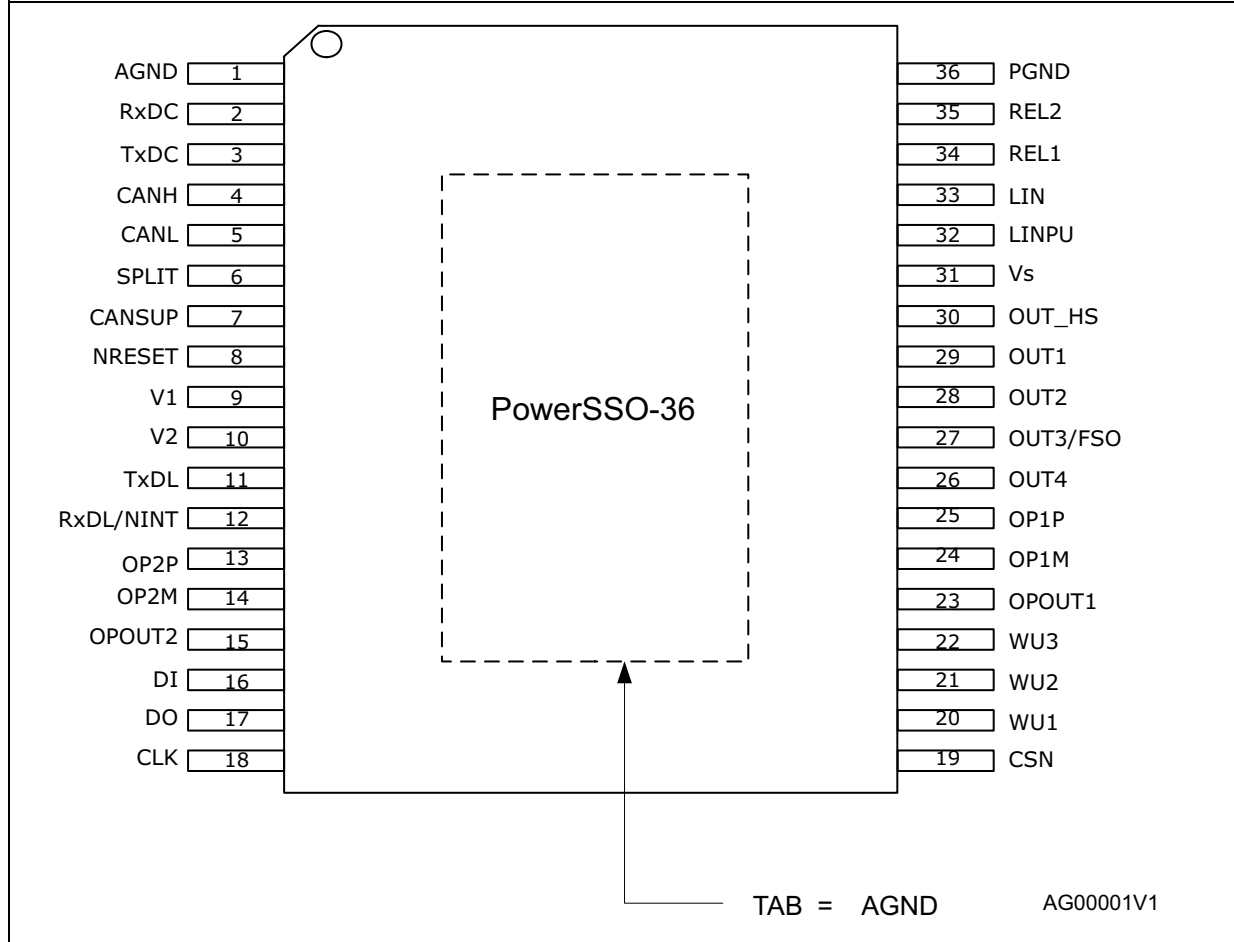 AGND 1
RxDC 2
TxDC 3
CANH 4
CANL 5
SPLIT 6
CANSUP 7
NRESET 8
V1 9
V2 10
TxDL 11
RxDL/NINT 12
OP2P 13
OP2M 14
OPOUT2 15
DI 16
DO 17
CLK 18
PowerSSO-36
36 PGND
35 REL2
34 REL1
33 LIN
32 LINPU
31 Vs
30 OUT_HS
29 OUT1
28 OUT2
27 OUT3/FSO
26 OUT4
25 OP1P
24 OP1M
23 OPOUT1
22 WU3
21 WU2
20 WU1
19 CSN
TAB = AGND
AG00001V1